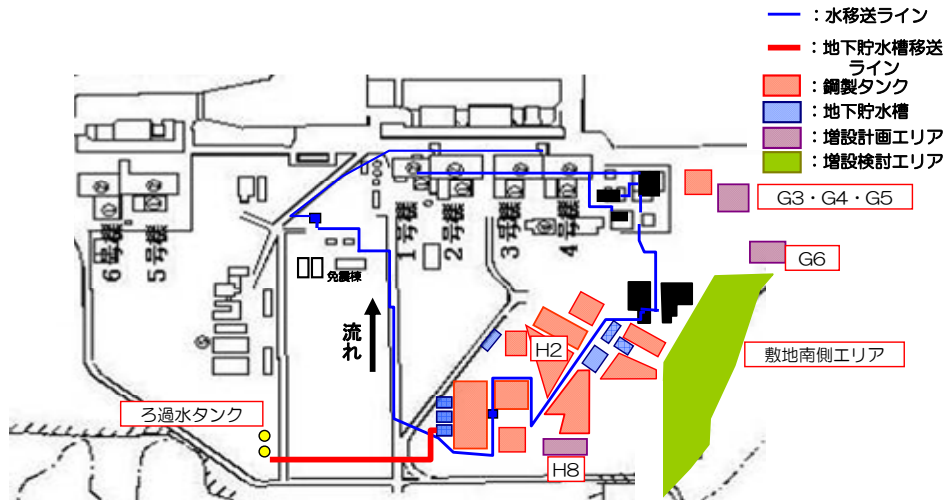 ：水移送ライン
：地下貯水槽移送
ライン
：鋼製タンク
：地下貯水槽
：増設計画エリア
：増設検討エリア
G3・G4・G5
G6
敷地南側エリア
6号機
5号機
1号機
2号機
3号機
4号機
免震棟
流れ
H2
ろ過水タンク
H8